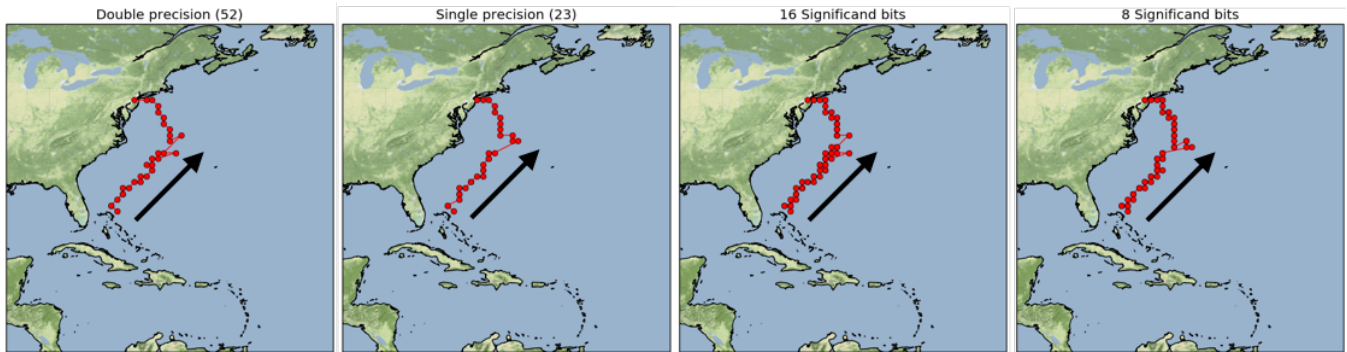 Double precision (52)
Single precision (23)
16 Significand bits
8 Significand bits